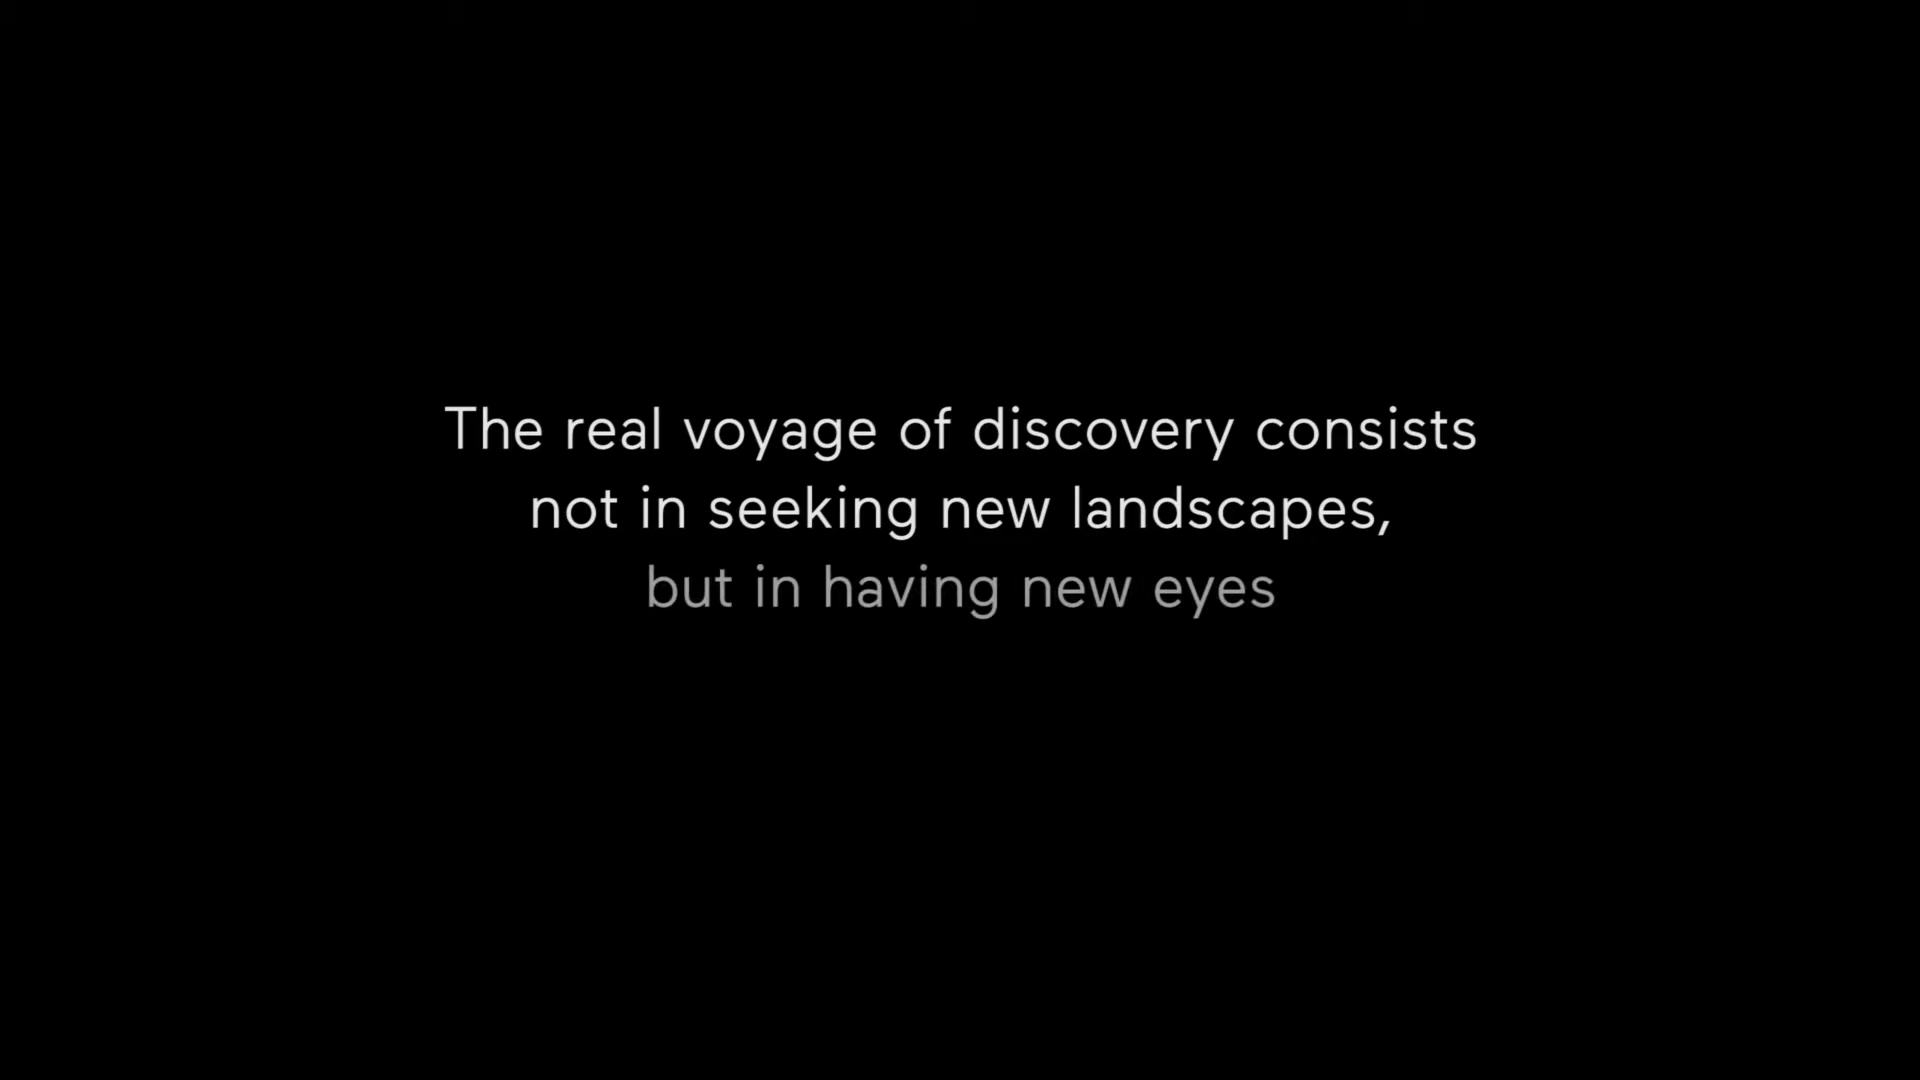 The real voyage of discovery consists
not in seeking new landscapes,
but in having new eyes